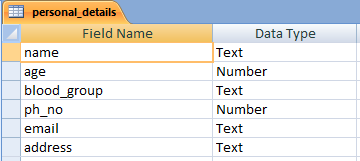 personal_details
Field Name Data Type
name Text
age Number
blood_group Text
ph_no Number
email Text
address Text